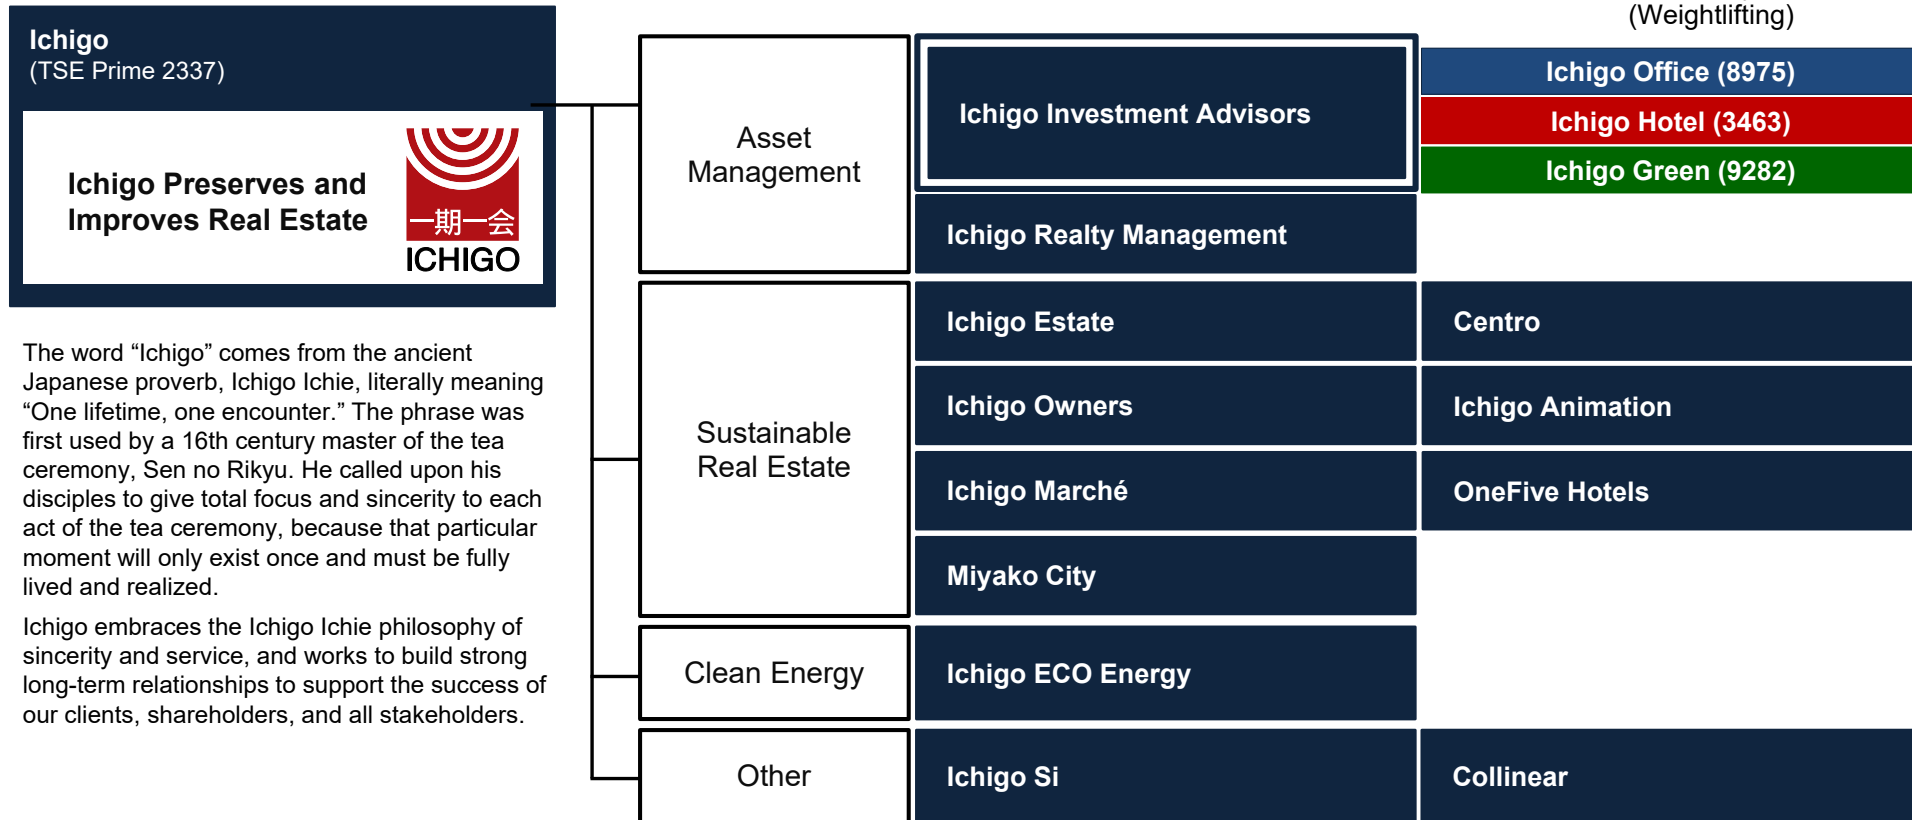 (Weightlifting)
Ichigo
(TSE Prime 2337)
Ichigo Preserves and
Improves Real Estate
一期一会
ICHIGO
The word “Ichigo” comes from the ancient
Japanese proverb, Ichigo Ichie, literally meaning
“One lifetime, one encounter.” The phrase was
first used by a 16th century master of the tea
ceremony, Sen no Rikyu. He called upon his
disciples to give total focus and sincerity to each
act of the tea ceremony, because that particular
moment will only exist once and must be fully
lived and realized.
Ichigo embraces the Ichigo Ichie philosophy of
sincerity and service, and works to build strong
long-term relationships to support the success of
our clients, shareholders, and all stakeholders.
Asset
Management
Ichigo Investment Advisors
Ichigo Office (8975)
Ichigo Hotel (3463)
Ichigo Green (9282)
Ichigo Realty Management
Sustainable
Real Estate
Ichigo Estate
Centro
Ichigo Owners
Ichigo Animation
Ichigo Marché
OneFive Hotels
Miyako City
Clean Energy
Ichigo ECO Energy
Other
Ichigo Si
Collinear